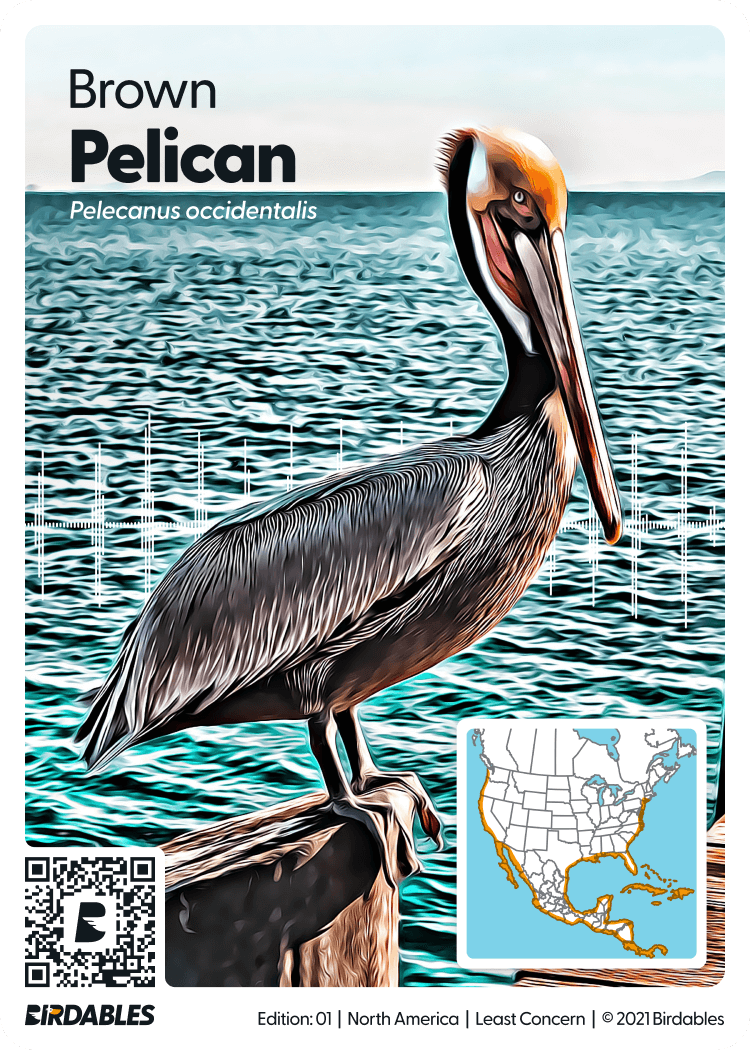 Brown
Pelican
Pelecanus occidentalis
BIRDABLES
Edition: 01 | North America | Least Concern | © 2021 Birdables